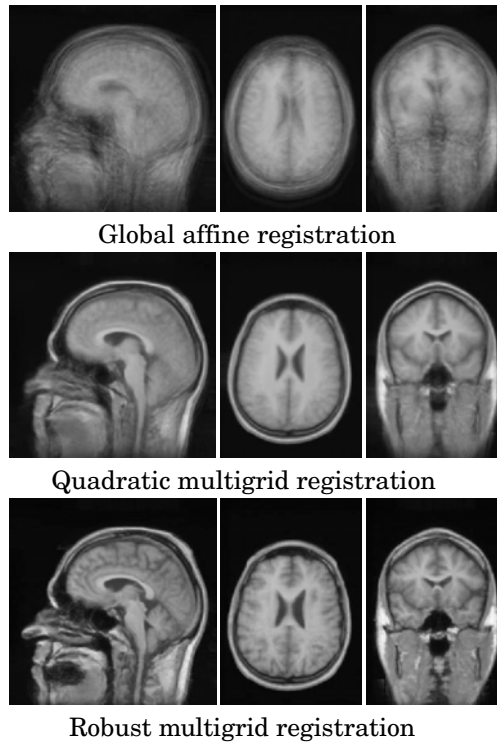 Global affine registration
Quadratic multigrid registration
Robust multigrid registration